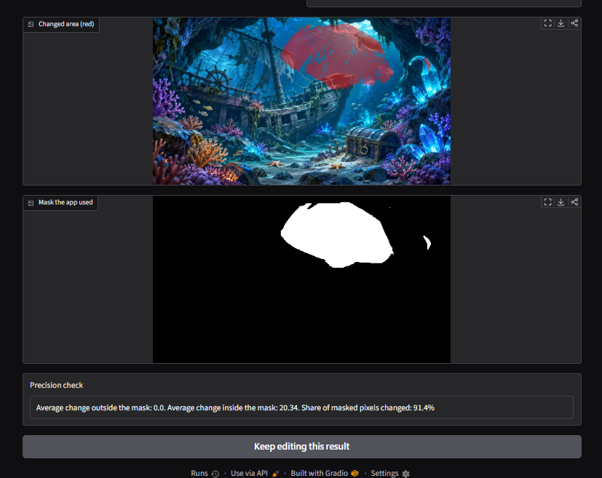 Changed area (red)
Mask the app used
Precision check
Average change outside the mask: 0.0. Average change inside the mask: 20.34. Share of masked pixels changed: 91.4%
Keep editing this result
Runs · Use via API · Built with Gradio · Settings